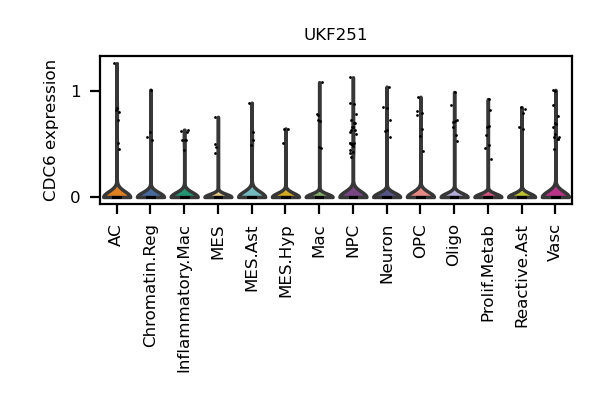 UKF251
CDC6 expression
1
0
AC
Chromatin.Reg
Inflammatory.Mac
MES
MES.Ast
MES.Hyp
Mac
NPC
Neuron
OPC
Oligo
Prolif.Metab
Reactive.Ast
Vasc